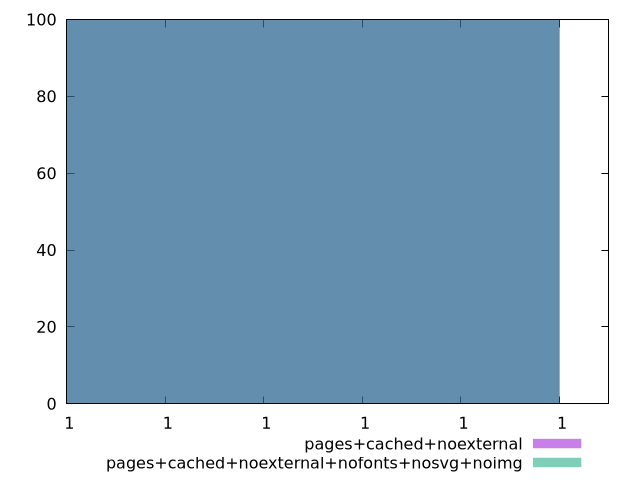 100
80
60
40
20
0
1 1 1 1 1 1
pages+cached+noexternal
pages+cached+noexternal+nofonts+nosvg+noimg